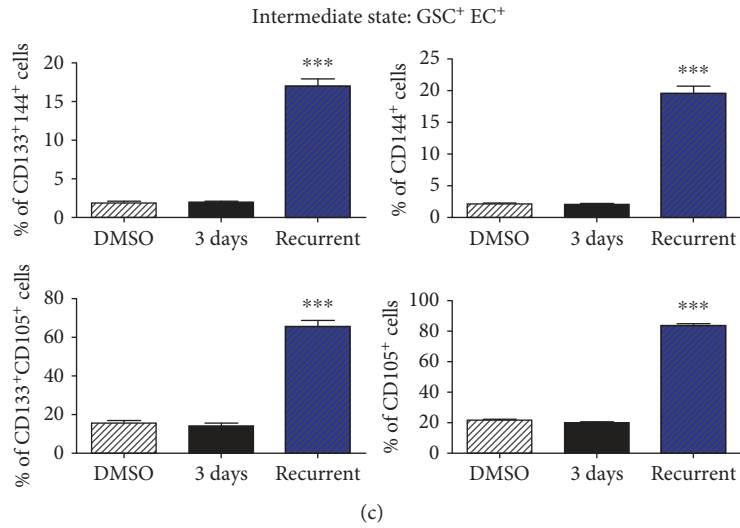 Intermediate state: GSC⁺ EC⁺
% of CD133⁺144⁺ cells
20
15
10
5
0
***
DMSO 3 days Recurrent
% of CD144⁺ cells
25
20
15
10
5
0
***
DMSO 3 days Recurrent
% of CD133⁺CD105⁺ cells
80
60
40
20
0
***
DMSO 3 days Recurrent
% of CD105⁺ cells
100
80
60
40
20
0
***
DMSO 3 days Recurrent
(c)